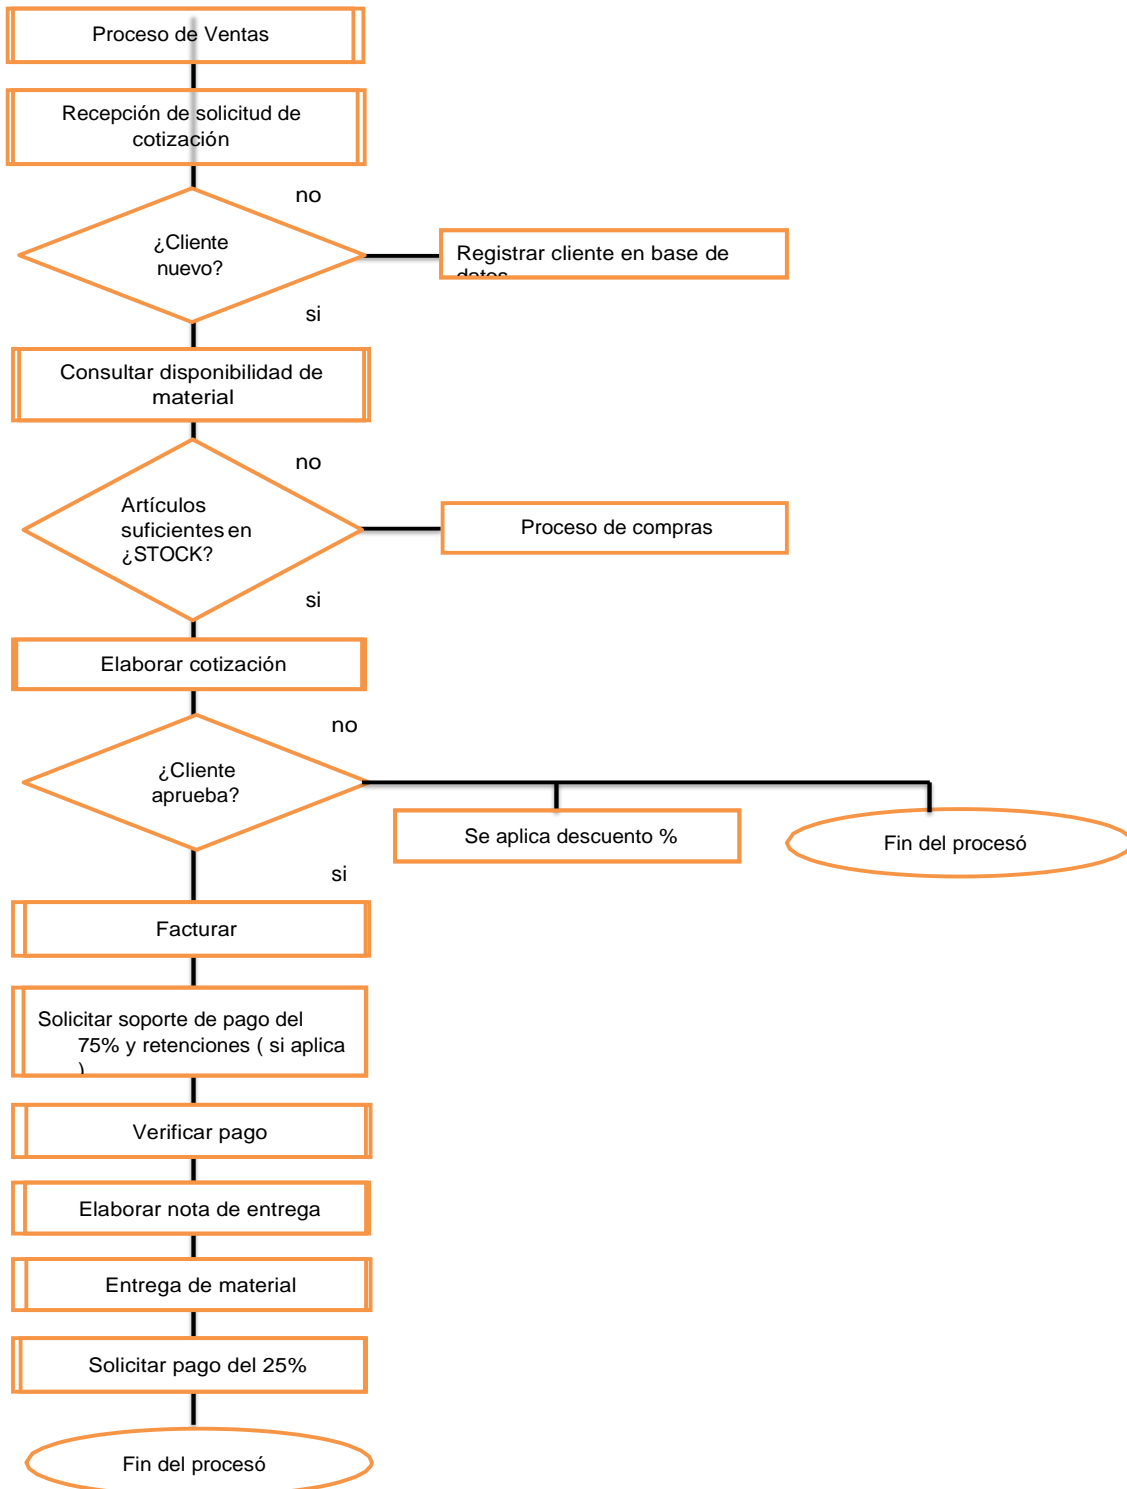 Proceso de Ventas
Recepción de solicitud de
cotización
no
¿Cliente
nuevo?
Registrar cliente en base de
datos
si
Consultar disponibilidad de
material
no
Artículos
suficientes en
¿STOCK?
Proceso de compras
si
Elaborar cotización
no
¿Cliente
aprueba?
Se aplica descuento %
Fin del procesó
si
Facturar
Solicitar soporte de pago del
75% y retenciones ( si aplica
)
Verificar pago
Elaborar nota de entrega
Entrega de material
Solicitar pago del 25%
Fin del procesó